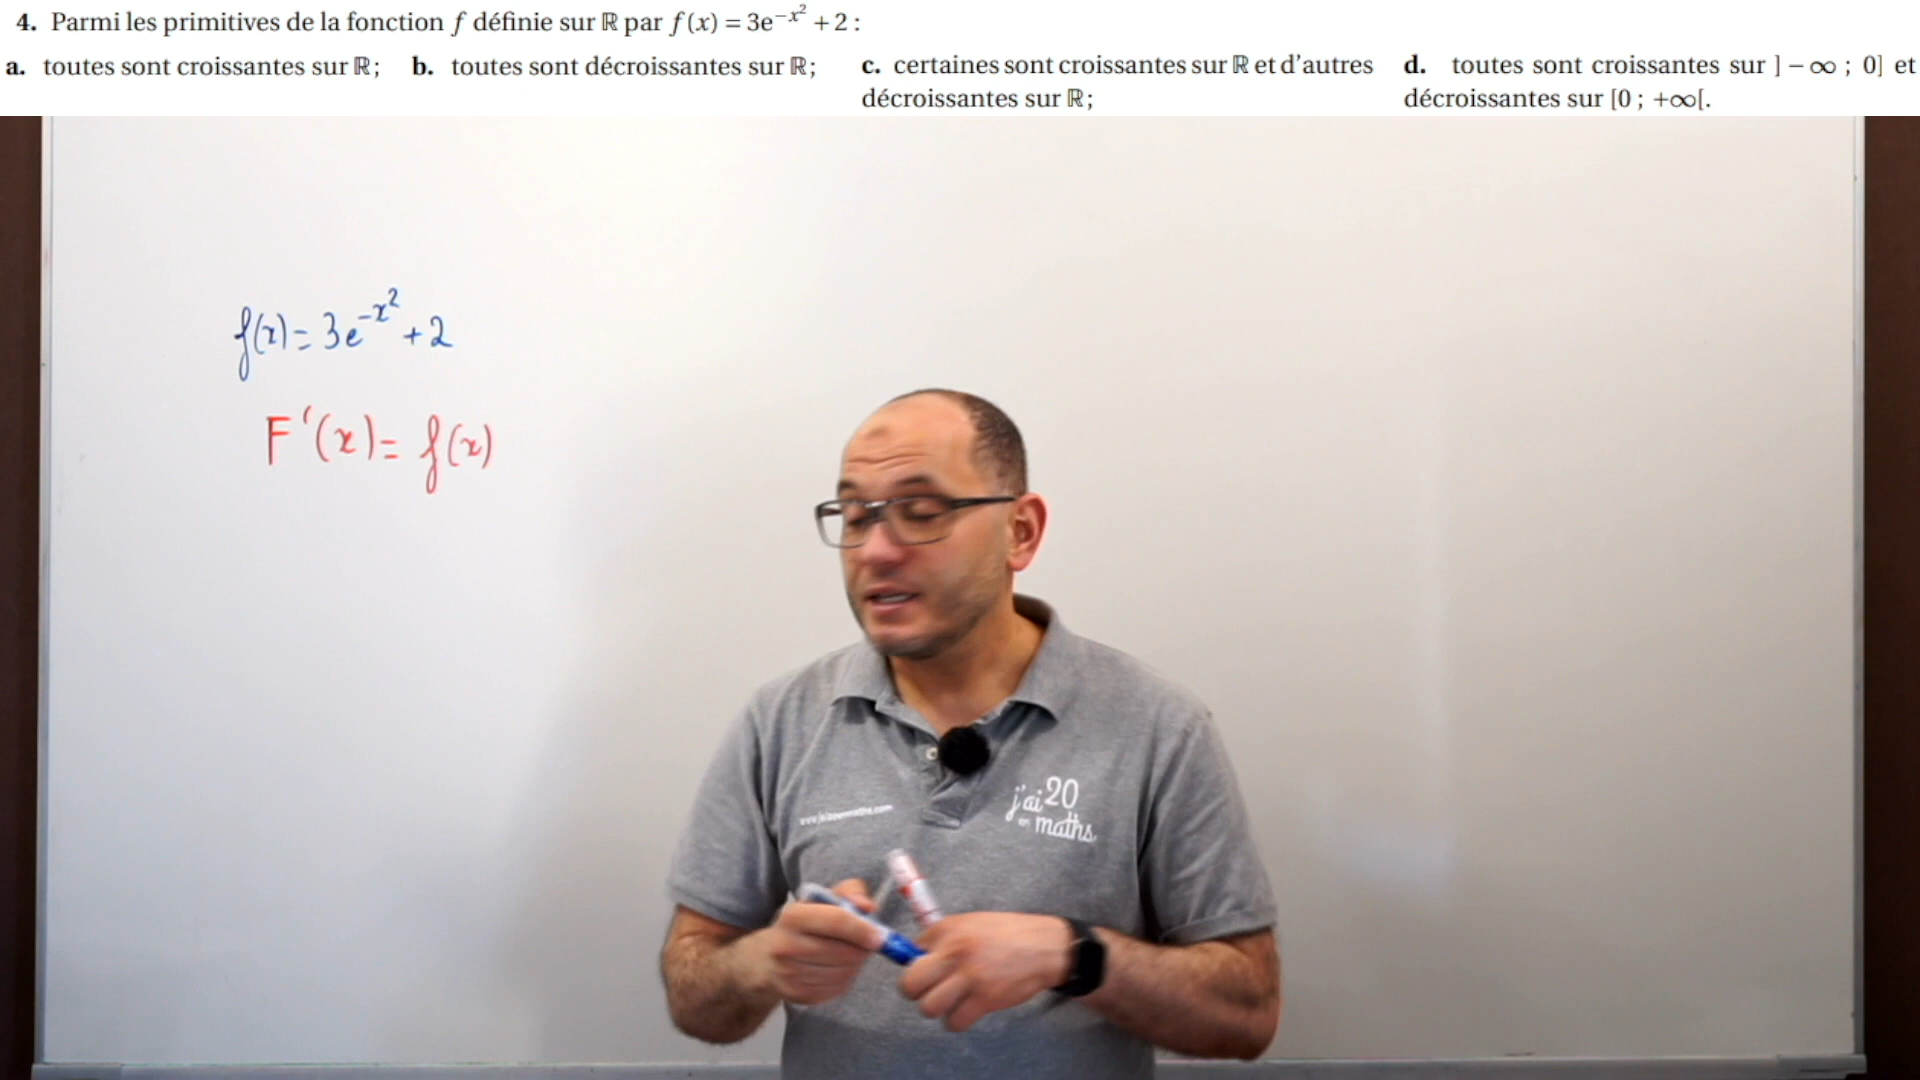 4. Parmi les primitives de la fonction f définie sur ℝ par f(x) = 3e^{-x²} + 2 :
a. toutes sont croissantes sur ℝ;
b. toutes sont décroissantes sur ℝ;
c. certaines sont croissantes sur ℝ et d'autres
décroissantes sur ℝ;
d. toutes sont croissantes sur ]−∞ ; 0] et
décroissantes sur [0 ; +∞[.
f(x) = 3e^{-x²} + 2
F'(x) = f(x)
j'ai 20
en maths